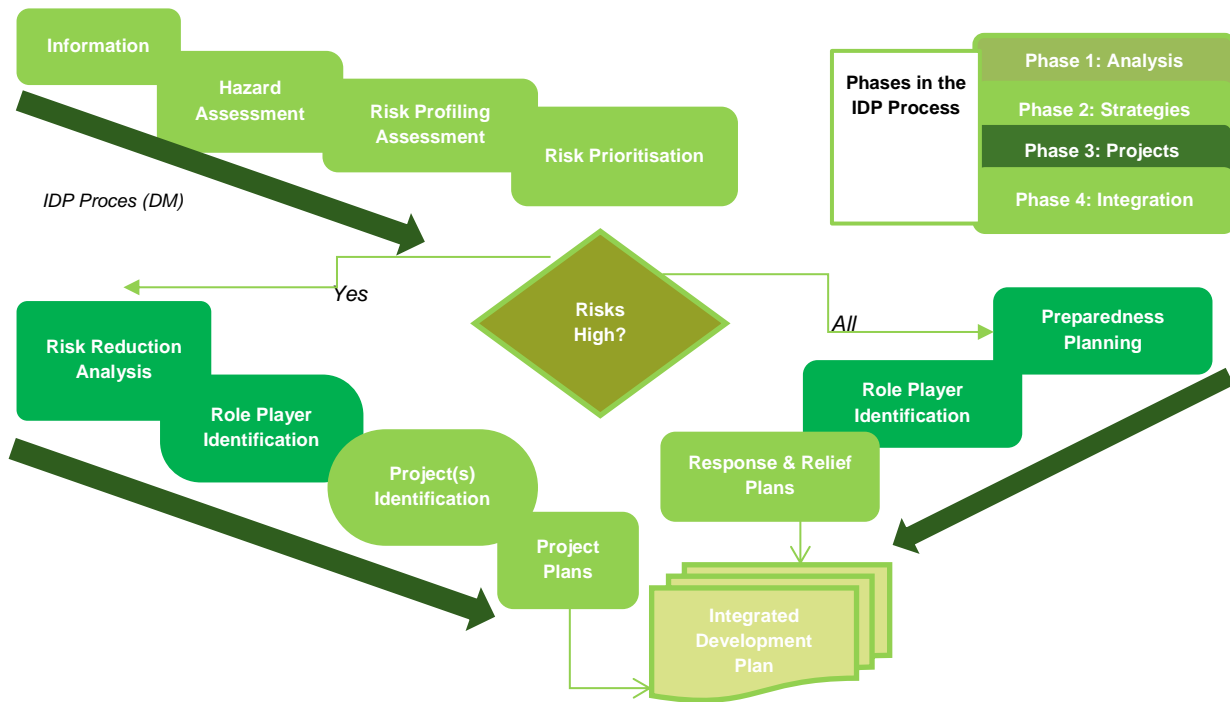 Information
Hazard
Assessment
Risk Profiling
Assessment
Risk Prioritisation
Phases in the
IDP Process
Phase 1: Analysis
Phase 2: Strategies
Phase 3: Projects
Phase 4: Integration
IDP Proces (DM)
Risks
High?
Yes
All
Risk Reduction
Analysis
Role Player
Identification
Project(s)
Identification
Project
Plans
Preparedness
Planning
Role Player
Identification
Response & Relief
Plans
Integrated
Development
Plan